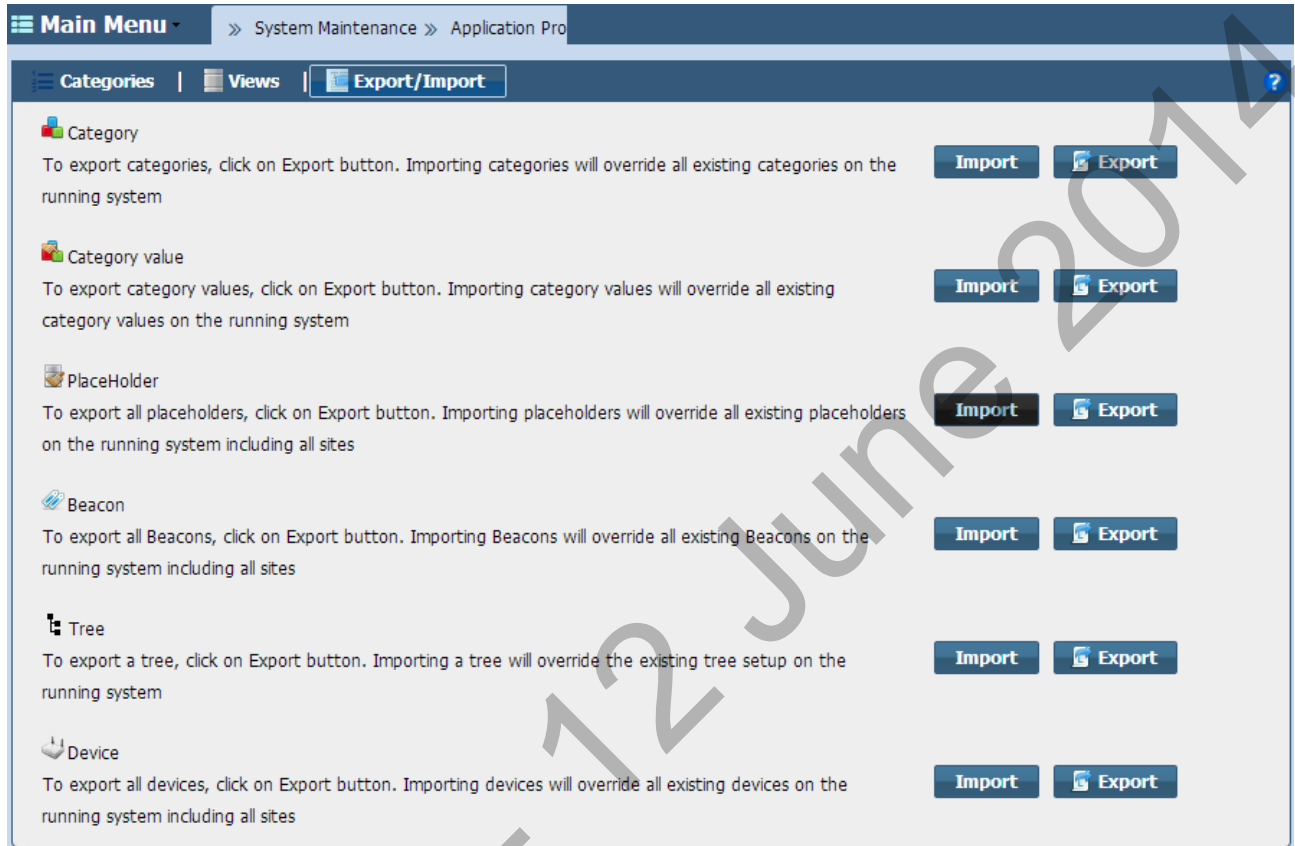 Main Menu
» System Maintenance » Application Pro
Categories | Views | Export/Import
?
Category
To export categories, click on Export button. Importing categories will override all existing categories on the
running system
Import Export
Category value
To export category values, click on Export button. Importing category values will override all existing
category values on the running system
Import Export
PlaceHolder
To export all placeholders, click on Export button. Importing placeholders will override all existing placeholders
on the running system including all sites
Import Export
Beacon
To export all Beacons, click on Export button. Importing Beacons will override all existing Beacons on the
running system including all sites
Import Export
Tree
To export a tree, click on Export button. Importing a tree will override the existing tree setup on the
running system
Import Export
Device
To export all devices, click on Export button. Importing devices will override all existing devices on the
running system including all sites
Import Export
12 June 2014